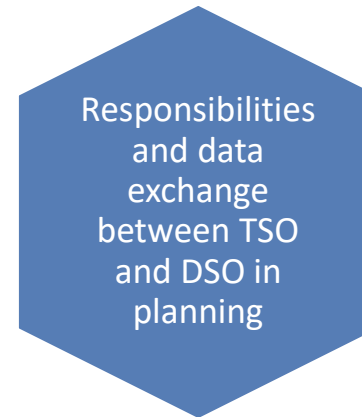 Responsibilities
and data
exchange
between TSO
and DSO in
planning